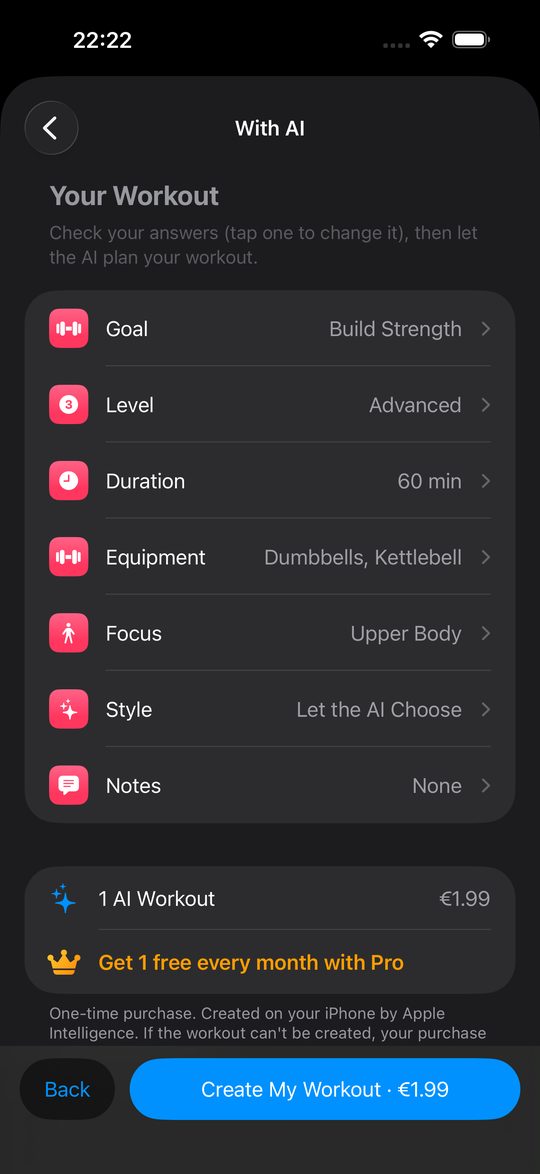 22:22
With AI
Your Workout
Check your answers (tap one to change it), then let
the AI plan your workout.
Goal Build Strength
3 Level Advanced
Duration 60 min
Equipment Dumbbells, Kettlebell
Focus Upper Body
Style Let the AI Choose
Notes None
1 AI Workout €1.99
Get 1 free every month with Pro
One-time purchase. Created on your iPhone by Apple
Intelligence. If the workout can't be created, your purchase
Back Create My Workout · €1.99